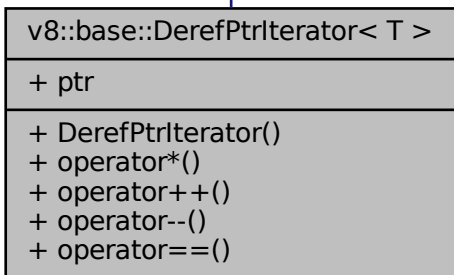 v8::base::DerefPtrIterator< T >
+ ptr
+ DerefPtrIterator()
+ operator*()
+ operator++()
+ operator--()
+ operator==()